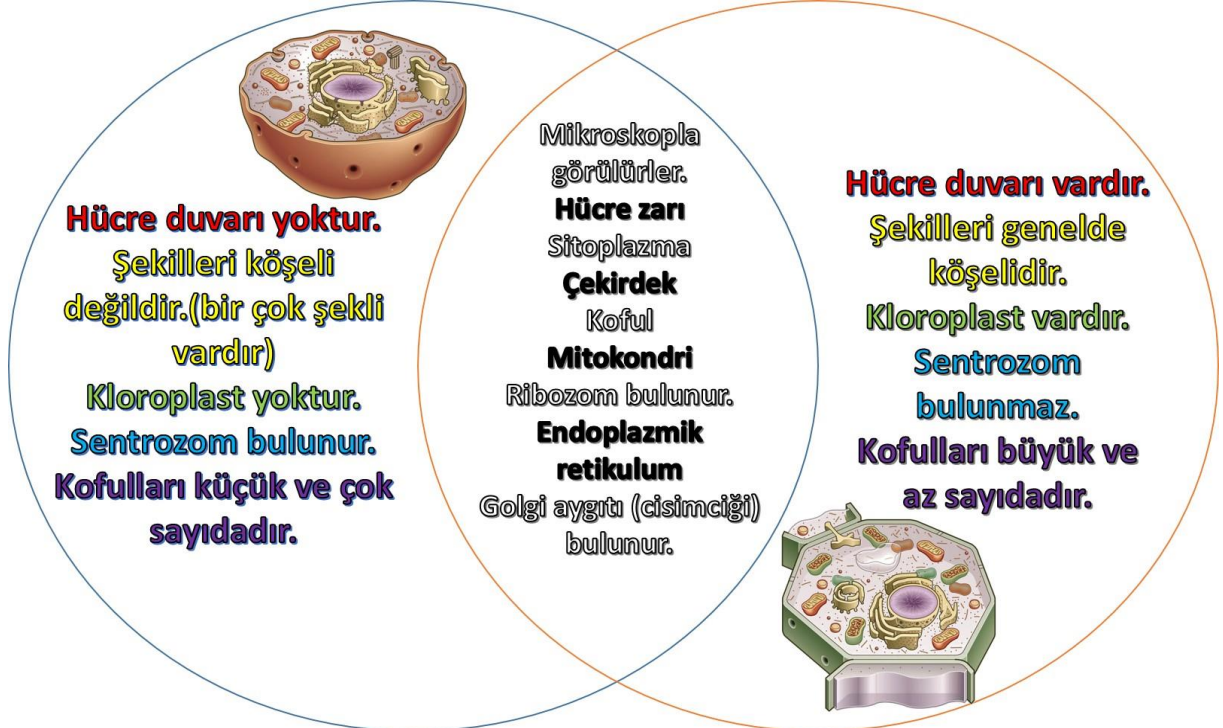 Hücre duvarı yoktur.
Şekilleri köşeli
değildir.(bir çok şekli
vardır)
Kloroplast yoktur.
Sentrozom bulunur.
Kofulları küçük ve çok
sayıdadır.
Mikroskopla
görülürler.
Hücre zarı
Sitoplazma
Çekirdek
Koful
Mitokondri
Ribozom bulunur.
Endoplazmik
retikulum
Golgi aygıtı (cisimciği)
bulunur.
Hücre duvarı vardır.
Şekilleri genelde
köşelidir.
Kloroplast vardır.
Sentrozom
bulunmaz.
Kofulları büyük ve
az sayıdadır.